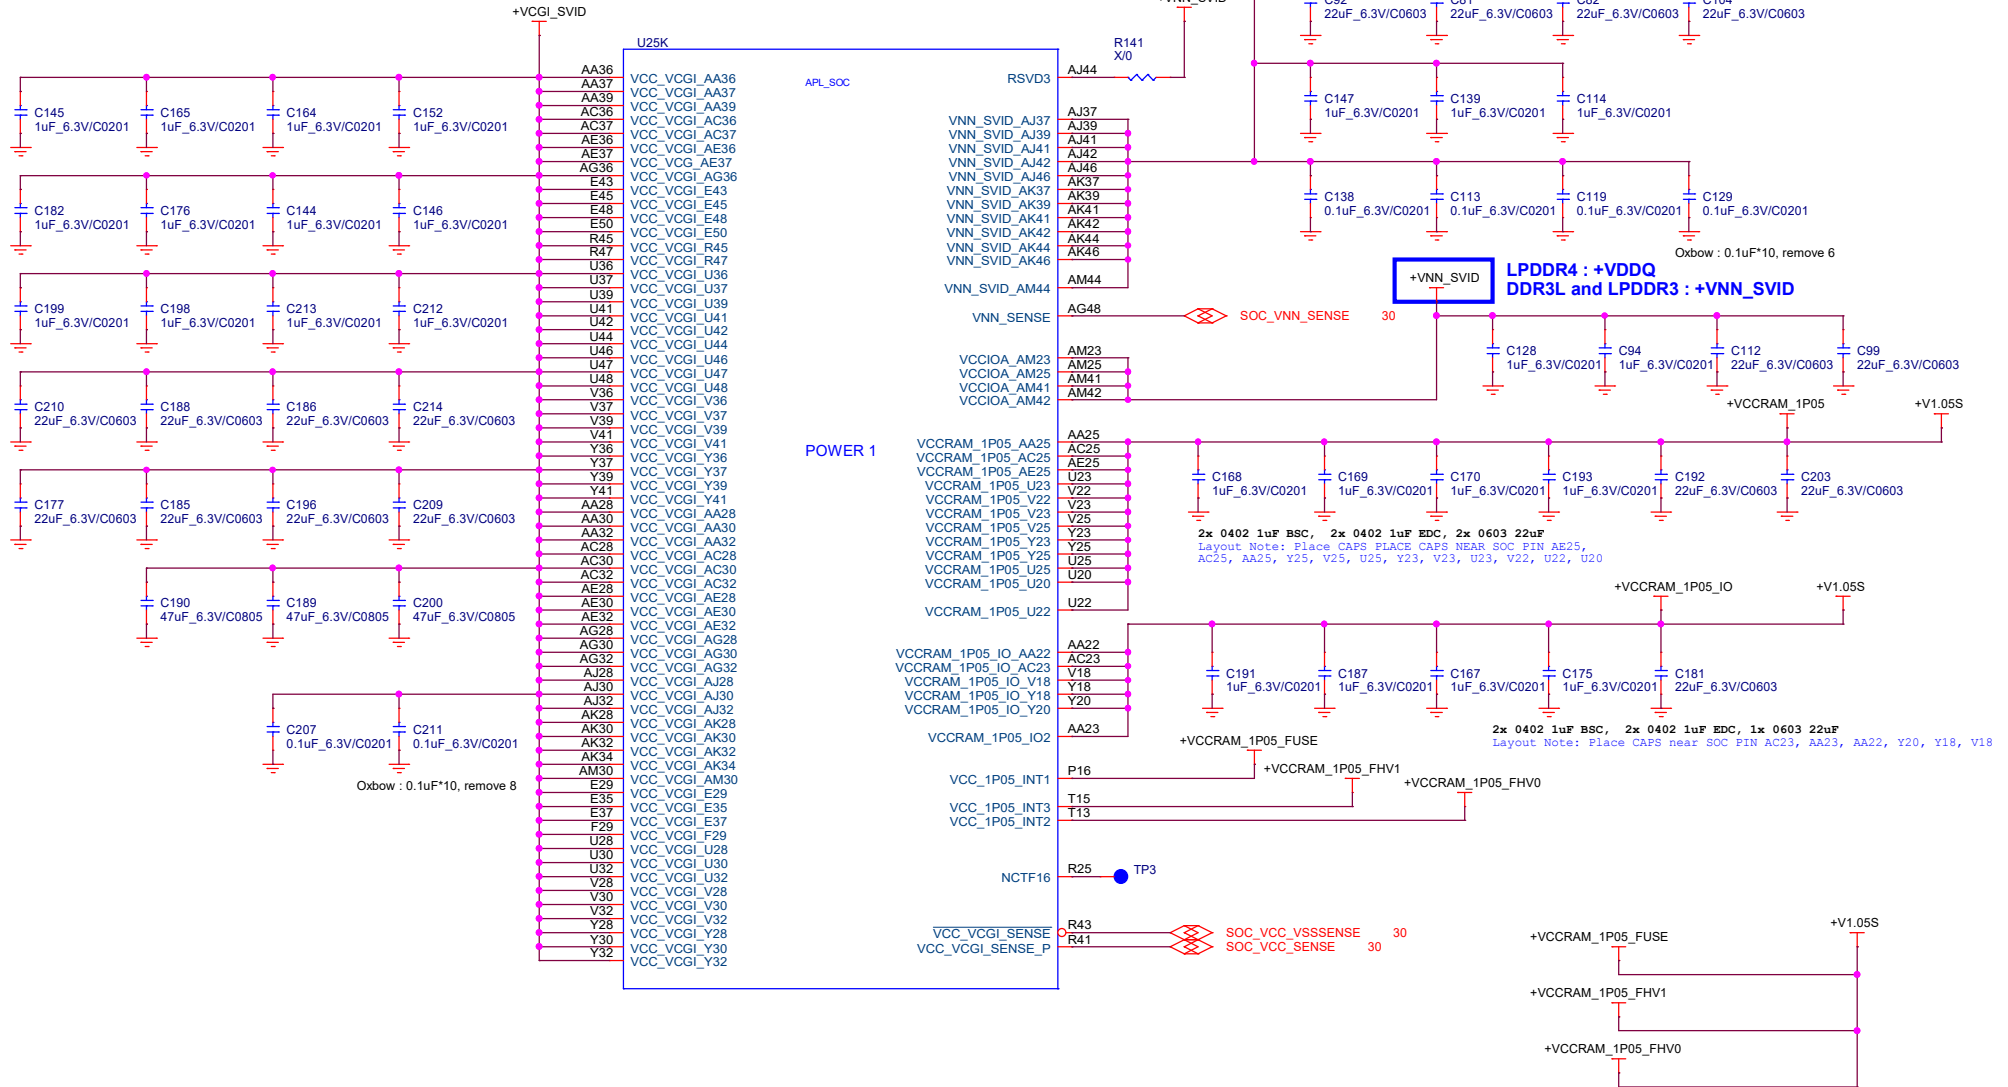 +VCGI_SVID
+VNN_SVID
C92
22uF_6.3V/C0603
C81
22uF_6.3V/C0603
C82
22uF_6.3V/C0603
C104
22uF_6.3V/C0603
U25K
APL_SOC
POWER 1
R141
X/0
C145
1uF_6.3V/C0201
C165
1uF_6.3V/C0201
C164
1uF_6.3V/C0201
C152
1uF_6.3V/C0201
C182
1uF_6.3V/C0201
C176
1uF_6.3V/C0201
C144
1uF_6.3V/C0201
C146
1uF_6.3V/C0201
C199
1uF_6.3V/C0201
C198
1uF_6.3V/C0201
C213
1uF_6.3V/C0201
C212
1uF_6.3V/C0201
C210
22uF_6.3V/C0603
C188
22uF_6.3V/C0603
C186
22uF_6.3V/C0603
C214
22uF_6.3V/C0603
C177
22uF_6.3V/C0603
C185
22uF_6.3V/C0603
C196
22uF_6.3V/C0603
C209
22uF_6.3V/C0603
C190
47uF_6.3V/C0805
C189
47uF_6.3V/C0805
C200
47uF_6.3V/C0805
C207
0.1uF_6.3V/C0201
C211
0.1uF_6.3V/C0201
Oxbow : 0.1uF*10, remove 8
AA36 VCC_VCGI_AA36
AA37 VCC_VCGI_AA37
AA39 VCC_VCGI_AA39
AC36 VCC_VCGI_AC36
AC37 VCC_VCGI_AC37
AE36 VCC_VCGI_AE36
AE37 VCC_VCG_AE37
AG36 VCC_VCGI_AG36
E43 VCC_VCGI_E43
E45 VCC_VCGI_E45
E48 VCC_VCGI_E48
E50 VCC_VCGI_E50
R45 VCC_VCGI_R45
R47 VCC_VCGI_R47
U36 VCC_VCGI_U36
U37 VCC_VCGI_U37
U39 VCC_VCGI_U39
U41 VCC_VCGI_U41
U42 VCC_VCGI_U42
U44 VCC_VCGI_U44
U46 VCC_VCGI_U46
U47 VCC_VCGI_U47
U48 VCC_VCGI_U48
V36 VCC_VCGI_V36
V37 VCC_VCGI_V37
V39 VCC_VCGI_V39
V41 VCC_VCGI_V41
Y36 VCC_VCGI_Y36
Y37 VCC_VCGI_Y37
Y39 VCC_VCGI_Y39
Y41 VCC_VCGI_Y41
AA28 VCC_VCGI_AA28
AA30 VCC_VCGI_AA30
AA32 VCC_VCGI_AA32
AC28 VCC_VCGI_AC28
AC30 VCC_VCGI_AC30
AC32 VCC_VCGI_AC32
AE28 VCC_VCGI_AE28
AE30 VCC_VCGI_AE30
AE32 VCC_VCGI_AE32
AG28 VCC_VCGI_AG28
AG30 VCC_VCGI_AG30
AG32 VCC_VCGI_AG32
AJ28 VCC_VCGI_AJ28
AJ30 VCC_VCGI_AJ30
AJ32 VCC_VCGI_AJ32
AK28 VCC_VCGI_AK28
AK30 VCC_VCGI_AK30
AK32 VCC_VCGI_AK32
AK34 VCC_VCGI_AK34
AM30 VCC_VCGI_AM30
E29 VCC_VCGI_E29
E35 VCC_VCGI_E35
E37 VCC_VCGI_E37
F29 VCC_VCGI_F29
U28 VCC_VCGI_U28
U30 VCC_VCGI_U30
U32 VCC_VCGI_U32
V28 VCC_VCGI_V28
V30 VCC_VCGI_V30
V32 VCC_VCGI_V32
Y28 VCC_VCGI_Y28
Y30 VCC_VCGI_Y30
Y32 VCC_VCGI_Y32
RSVD3 AJ44
VNN_SVID_AJ37 AJ37
VNN_SVID_AJ39 AJ39
VNN_SVID_AJ41 AJ41
VNN_SVID_AJ42 AJ42
VNN_SVID_AJ46 AJ46
VNN_SVID_AK37 AK37
VNN_SVID_AK39 AK39
VNN_SVID_AK41 AK41
VNN_SVID_AK42 AK42
VNN_SVID_AK44 AK44
VNN_SVID_AK46 AK46
VNN_SVID_AM44 AM44
VNN_SENSE AG48 SOC_VNN_SENSE 30
VCCIOA_AM23 AM23
VCCIOA_AM25 AM25
VCCIOA_AM41 AM41
VCCIOA_AM42 AM42
VCCRAM_1P05_AA25 AA25
VCCRAM_1P05_AC25 AC25
VCCRAM_1P05_AE25 AE25
VCCRAM_1P05_U23 U23
VCCRAM_1P05_V22 V22
VCCRAM_1P05_V23 V23
VCCRAM_1P05_V25 V25
VCCRAM_1P05_Y23 Y23
VCCRAM_1P05_Y25 Y25
VCCRAM_1P05_U25 U25
VCCRAM_1P05_U20 U20
VCCRAM_1P05_U22 U22
VCCRAM_1P05_IO_AA22 AA22
VCCRAM_1P05_IO_AC23 AC23
VCCRAM_1P05_IO_V18 V18
VCCRAM_1P05_IO_Y18 Y18
VCCRAM_1P05_IO_Y20 Y20
VCCRAM_1P05_IO2 AA23
VCC_1P05_INT1 P16
VCC_1P05_INT3 T15
VCC_1P05_INT2 T13
NCTF16 R25 TP3
VCC_VCGI_SENSE R43 SOC_VCC_VSSSENSE 30
VCC_VCGI_SENSE_P R41 SOC_VCC_SENSE 30
C147
1uF_6.3V/C0201
C139
1uF_6.3V/C0201
C114
1uF_6.3V/C0201
C138
0.1uF_6.3V/C0201
C113
0.1uF_6.3V/C0201
C119
0.1uF_6.3V/C0201
C129
0.1uF_6.3V/C0201
Oxbow : 0.1uF*10, remove 6
+VNN_SVID
LPDDR4 : +VDDQ
DDR3L and LPDDR3 : +VNN_SVID
C128
1uF_6.3V/C0201
C94
1uF_6.3V/C0201
C112
22uF_6.3V/C0603
C99
22uF_6.3V/C0603
+VCCRAM_1P05
+V1.05S
C168
1uF_6.3V/C0201
C169
1uF_6.3V/C0201
C170
1uF_6.3V/C0201
C193
1uF_6.3V/C0201
C192
22uF_6.3V/C0603
C203
22uF_6.3V/C0603
2x 0402 1uF BSC, 2x 0402 1uF EDC, 2x 0603 22uF
Layout Note: Place CAPS PLACE CAPS NEAR SOC PIN AE25,
AC25, AA25, Y25, V25, U25, Y23, V23, U23, V22, U22, U20
+VCCRAM_1P05_IO
+V1.05S
C191
1uF_6.3V/C0201
C187
1uF_6.3V/C0201
C167
1uF_6.3V/C0201
C175
1uF_6.3V/C0201
C181
22uF_6.3V/C0603
2x 0402 1uF BSC, 2x 0402 1uF EDC, 1x 0603 22uF
Layout Note: Place CAPS near SOC PIN AC23, AA23, AA22, Y20, Y18, V18
+VCCRAM_1P05_FUSE
+VCCRAM_1P05_FHV1
+VCCRAM_1P05_FHV0
+V1.05S
+VCCRAM_1P05_FUSE
+VCCRAM_1P05_FHV1
+VCCRAM_1P05_FHV0